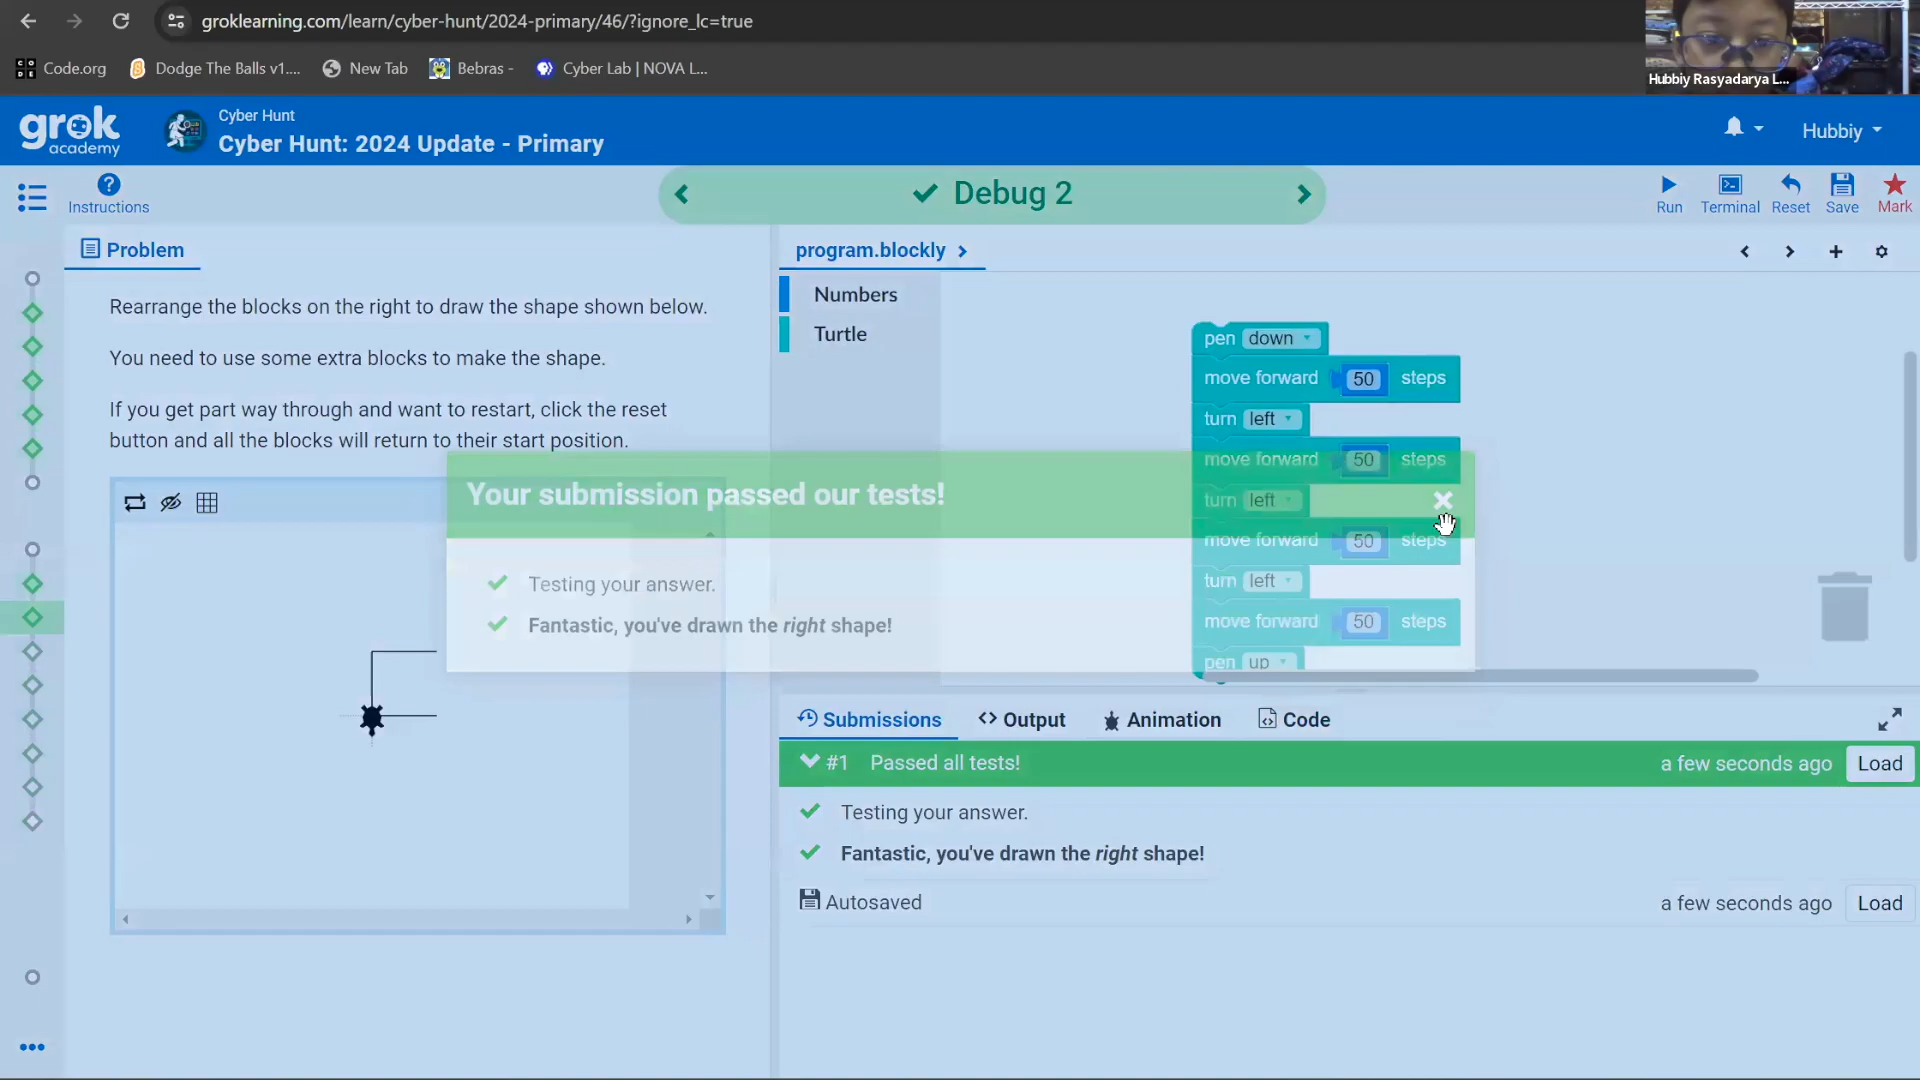 groklearning.com/learn/cyber-hunt/2024-primary/46/?ignore_lc=true
Code.org
Dodge The Balls v1....
New Tab
Bebras -
Cyber Lab | NOVA L...
Hubbiy Rasyadarya L...
grok
academy
Cyber Hunt
Cyber Hunt: 2024 Update - Primary
Hubbiy
Instructions
Debug 2
Run
Terminal
Reset
Save
Mark
Problem
Rearrange the blocks on the right to draw the shape shown below.
You need to use some extra blocks to make the shape.
If you get part way through and want to restart, click the reset
button and all the blocks will return to their start position.
program.blockly
Numbers
Turtle
pen down
move forward 50 steps
turn left
move forward 50 steps
turn left
move forward 50 steps
turn left
move forward 50 steps
pen up
Your submission passed our tests!
Testing your answer.
Fantastic, you've drawn the right shape!
Submissions
Output
Animation
Code
#1 Passed all tests!
a few seconds ago
Load
Testing your answer.
Fantastic, you've drawn the right shape!
Autosaved
a few seconds ago
Load